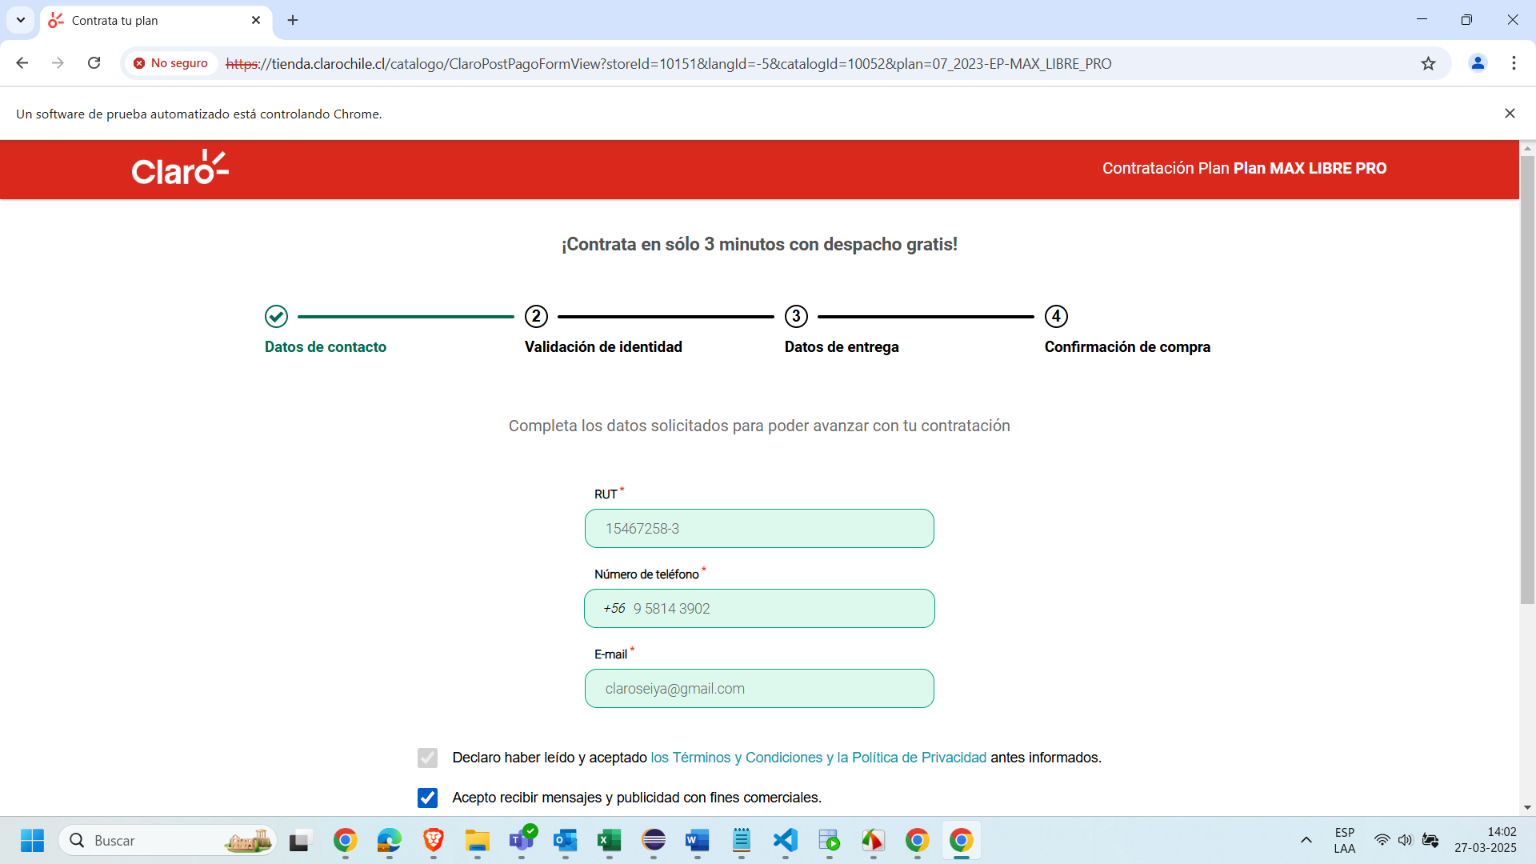 Contrata tu plan
No seguro
https://tienda.clarochile.cl/catalogo/ClaroPostPagoFormView?storeId=10151&langId=-5&catalogId=10052&plan=07_2023-EP-MAX_LIBRE_PRO
Un software de prueba automatizado está controlando Chrome.
Claro
Contratación Plan Plan MAX LIBRE PRO
¡Contrata en sólo 3 minutos con despacho gratis!
2 3 4
Datos de contacto Validación de identidad Datos de entrega Confirmación de compra
Completa los datos solicitados para poder avanzar con tu contratación
RUT *
15467258-3
Número de teléfono *
+56 9 5814 3902
E-mail *
claroseiya@gmail.com
Declaro haber leído y aceptado los Términos y Condiciones y la Política de Privacidad antes informados.
Acepto recibir mensajes y publicidad con fines comerciales.
Buscar
ESP
LAA
14:02
27-03-2025